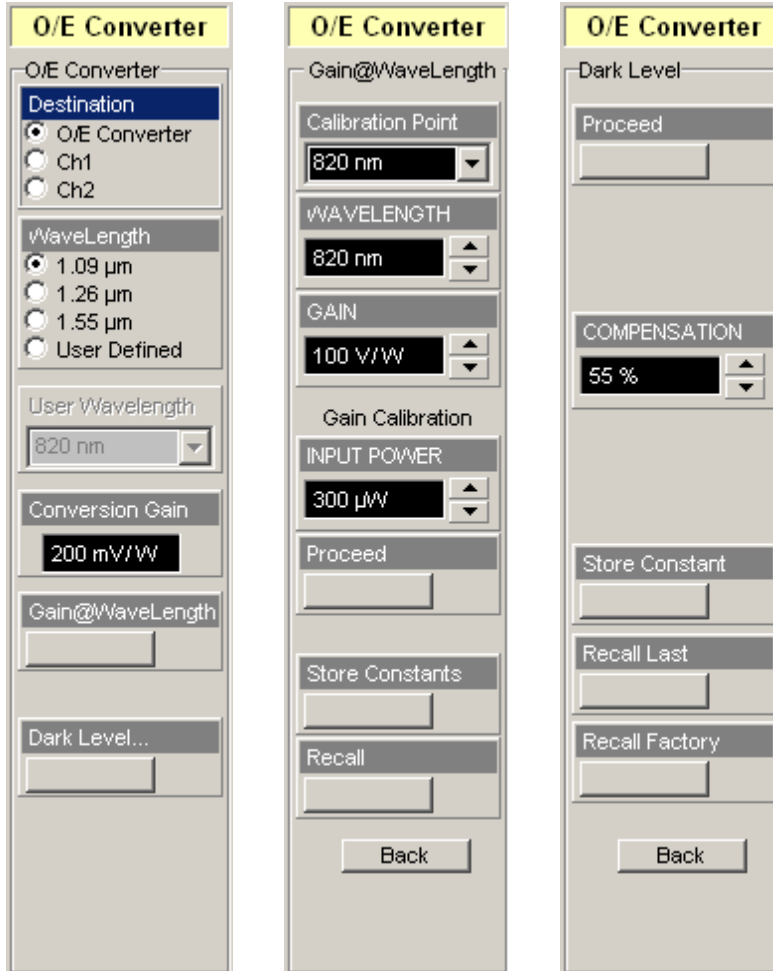 O/E Converter
O/E Converter
Destination
O/E Converter
Ch1
Ch2
WaveLength
1.09 µm
1.26 µm
1.55 µm
User Defined
User Wavelength
820 nm
Conversion Gain
200 mV/W
Gain@WaveLength
Dark Level...
O/E Converter
Gain@WaveLength
Calibration Point
820 nm
WAVELENGTH
820 nm
GAIN
100 V/W
Gain Calibration
INPUT POWER
300 µW
Proceed
Store Constants
Recall
Back
O/E Converter
Dark Level
Proceed
COMPENSATION
55 %
Store Constant
Recall Last
Recall Factory
Back